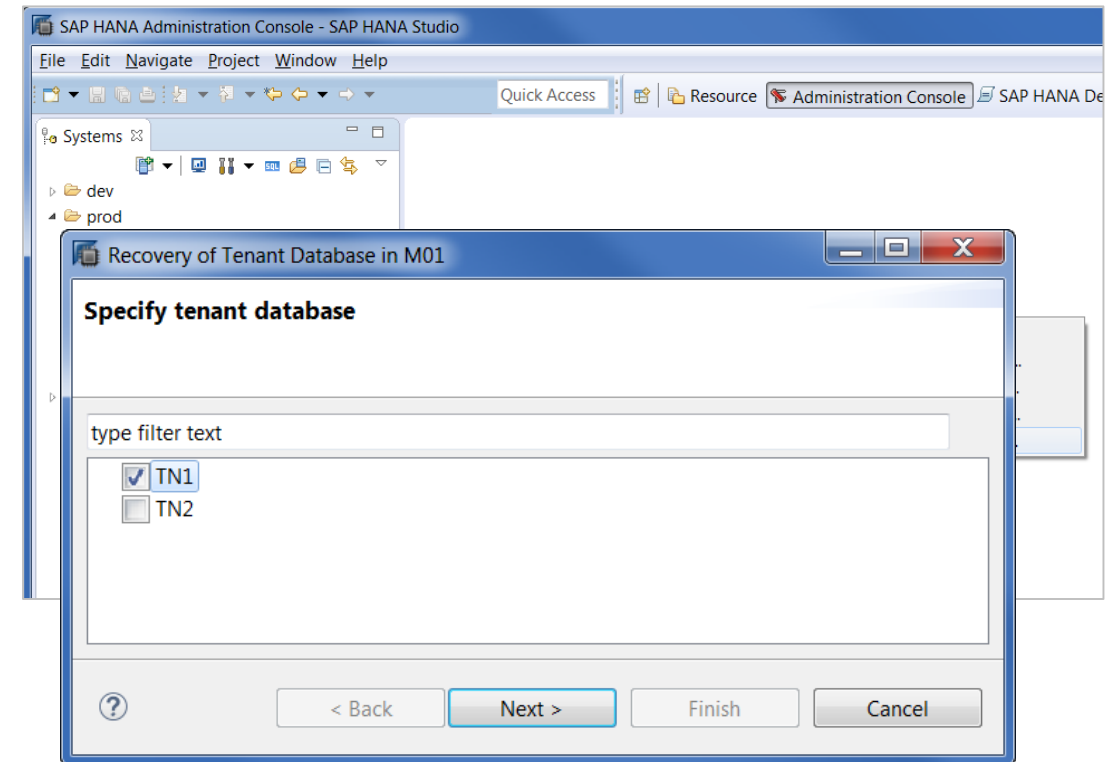 SAP HANA Administration Console - SAP HANA Studio
File Edit Navigate Project Window Help
Quick Access Resource Administration Console SAP HANA De
Systems
SQL
dev
prod
Recovery of Tenant Database in M01
Specify tenant database
type filter text
TN1
TN2
? < Back Next > Finish Cancel